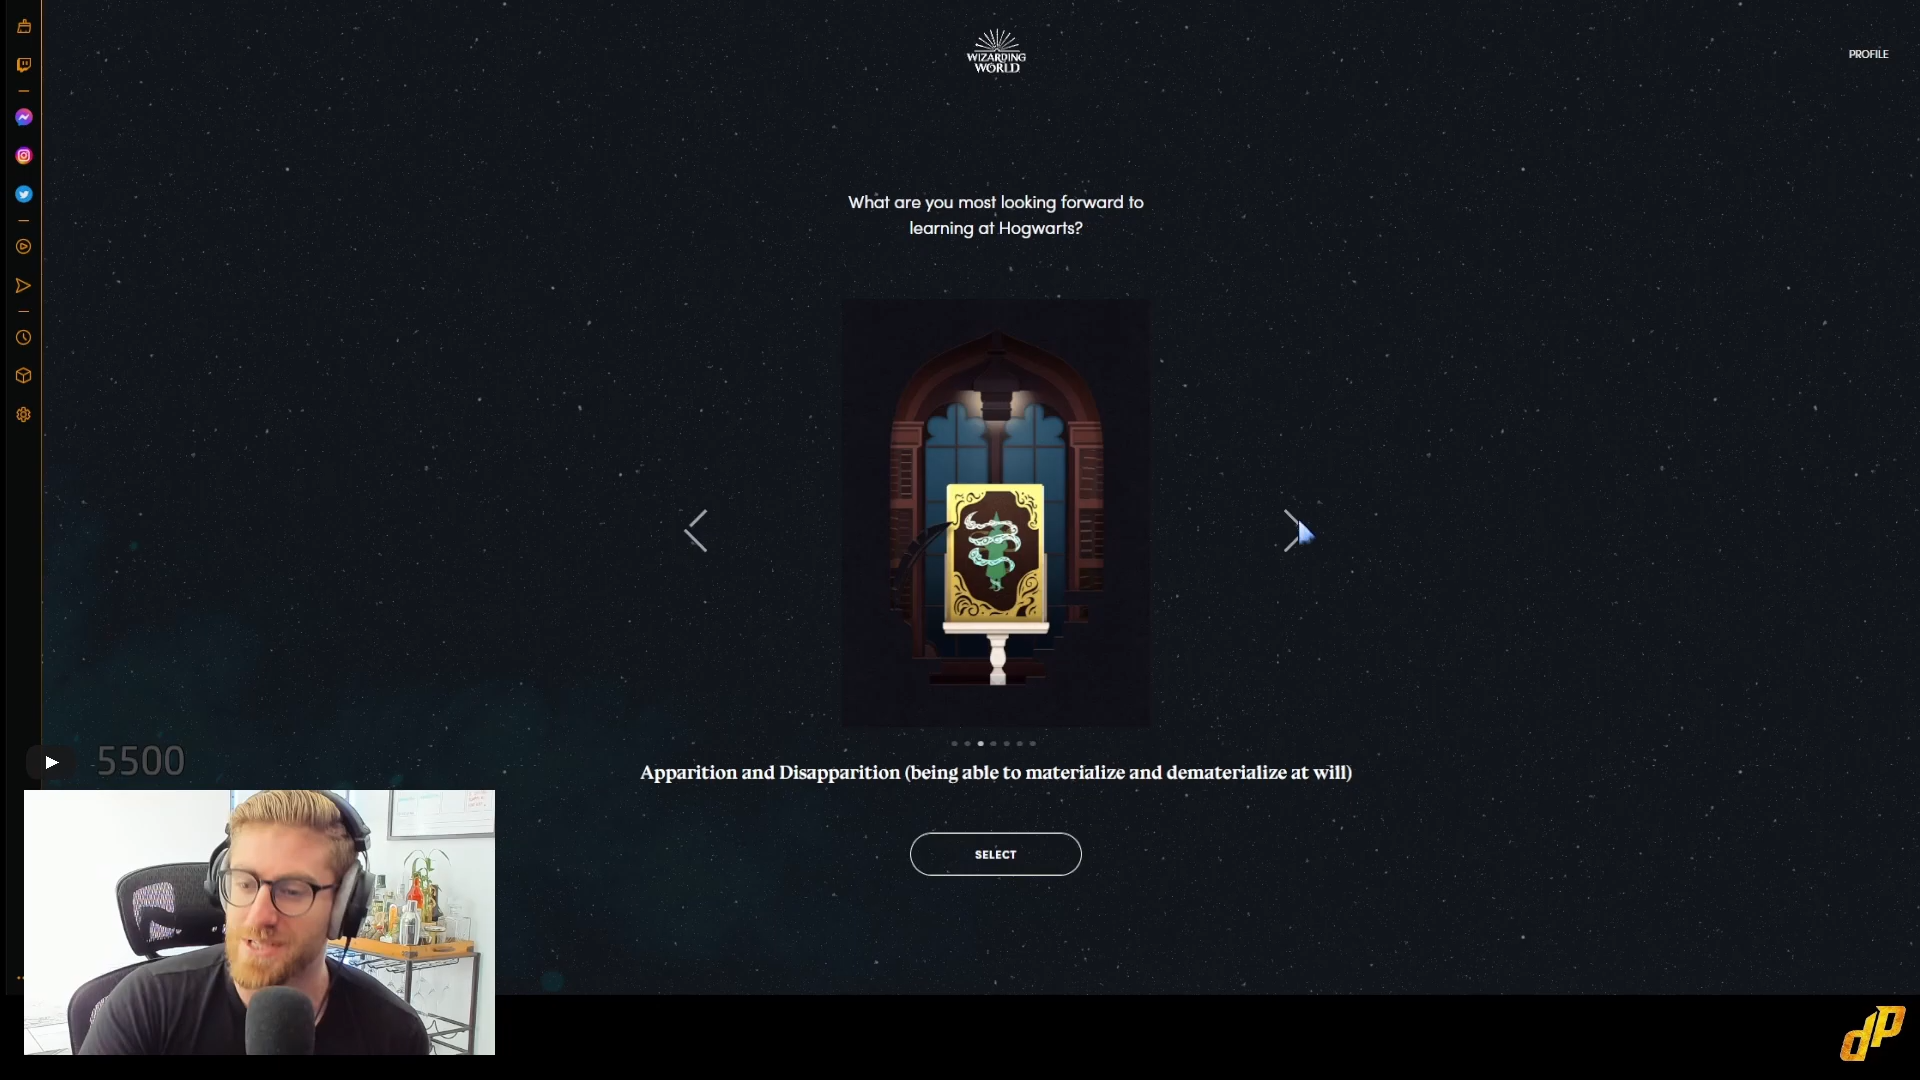 WIZARDING
WORLD
PROFILE
What are you most looking forward to
learning at Hogwarts?
Apparition and Disapparition (being able to materialize and dematerialize at will)
SELECT
5500
dP